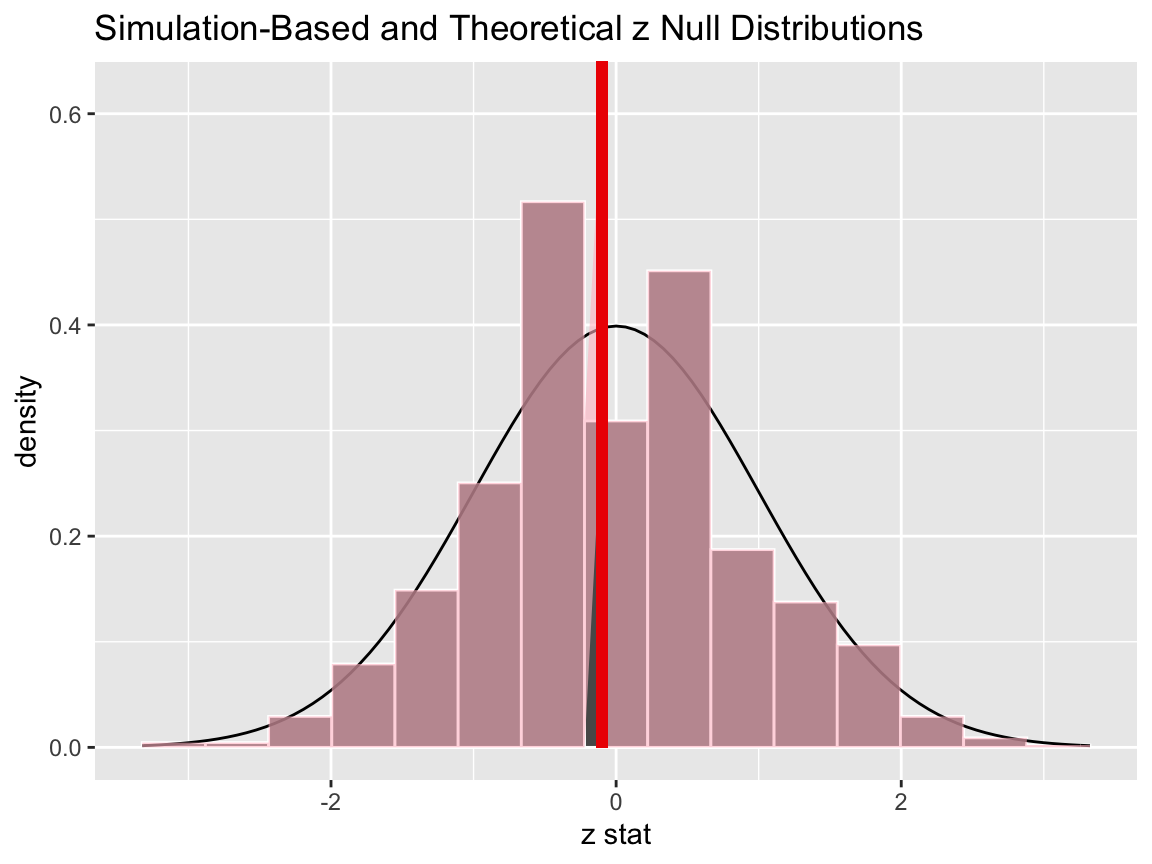 Simulation-Based and Theoretical z Null Distributions
0.6
0.4
0.2
0.0
density
-2 0 2
z stat